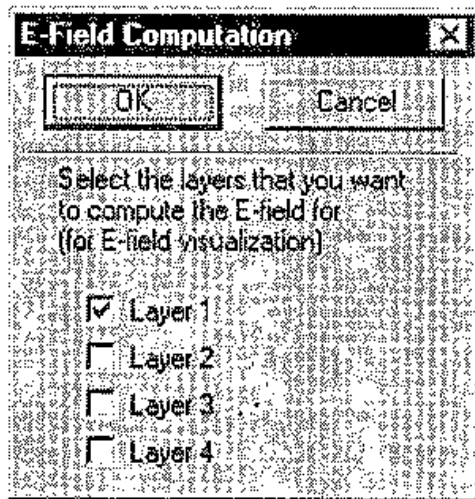 E-Field Computation
OK
Cancel
Select the layers that you want
to compute the E-field for
(for E-field visualization)
Layer 1
Layer 2
Layer 3
Layer 4